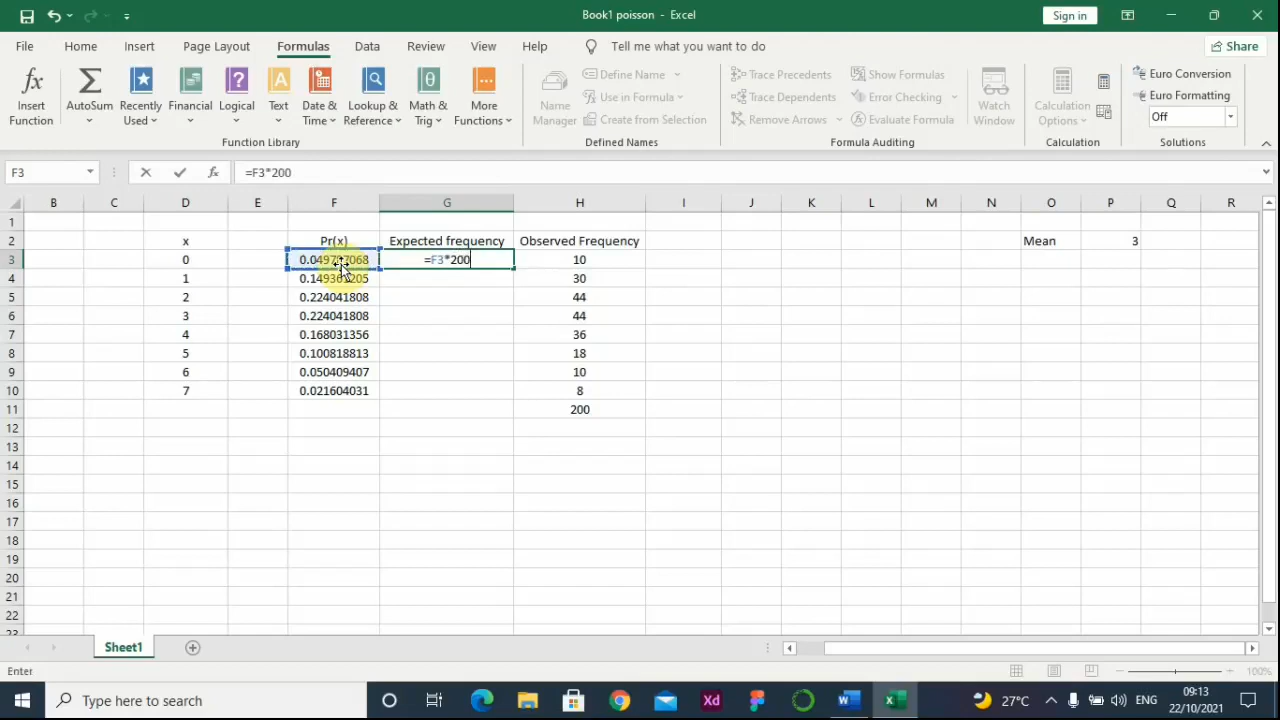 Book1 poisson - Excel
Sign in
File Home Insert Page Layout Formulas Data Review View Help Tell me what you want to do Share
Insert Function
AutoSum
Recently Used
Financial
Logical
Text
Date & Time
Lookup & Reference
Math & Trig
More Functions
Function Library
Name Manager
Define Name
Use in Formula
Create from Selection
Defined Names
Trace Precedents
Trace Dependents
Remove Arrows
Show Formulas
Error Checking
Evaluate Formula
Formula Auditing
Watch Window
Calculation Options
Calculation
Euro Conversion
Euro Formatting
Off
Solutions
F3 fx =F3*200
B C D E F G H I J K L M N O P Q R
1
2 x Pr(x) Expected frequency Observed Frequency Mean 3
3 0 =F3*200 10
4 1 30
5 2 0.224041808 44
6 3 0.224041808 44
7 4 0.168031356 36
8 5 0.100818813 18
9 6 0.050409407 10
10 7 0.021604031 8
11 200
12
13
14
15
16
17
18
19
20
21
22
23
Sheet1
Enter 100%
Type here to search
Xd
27°C ENG 09:13
22/10/2021